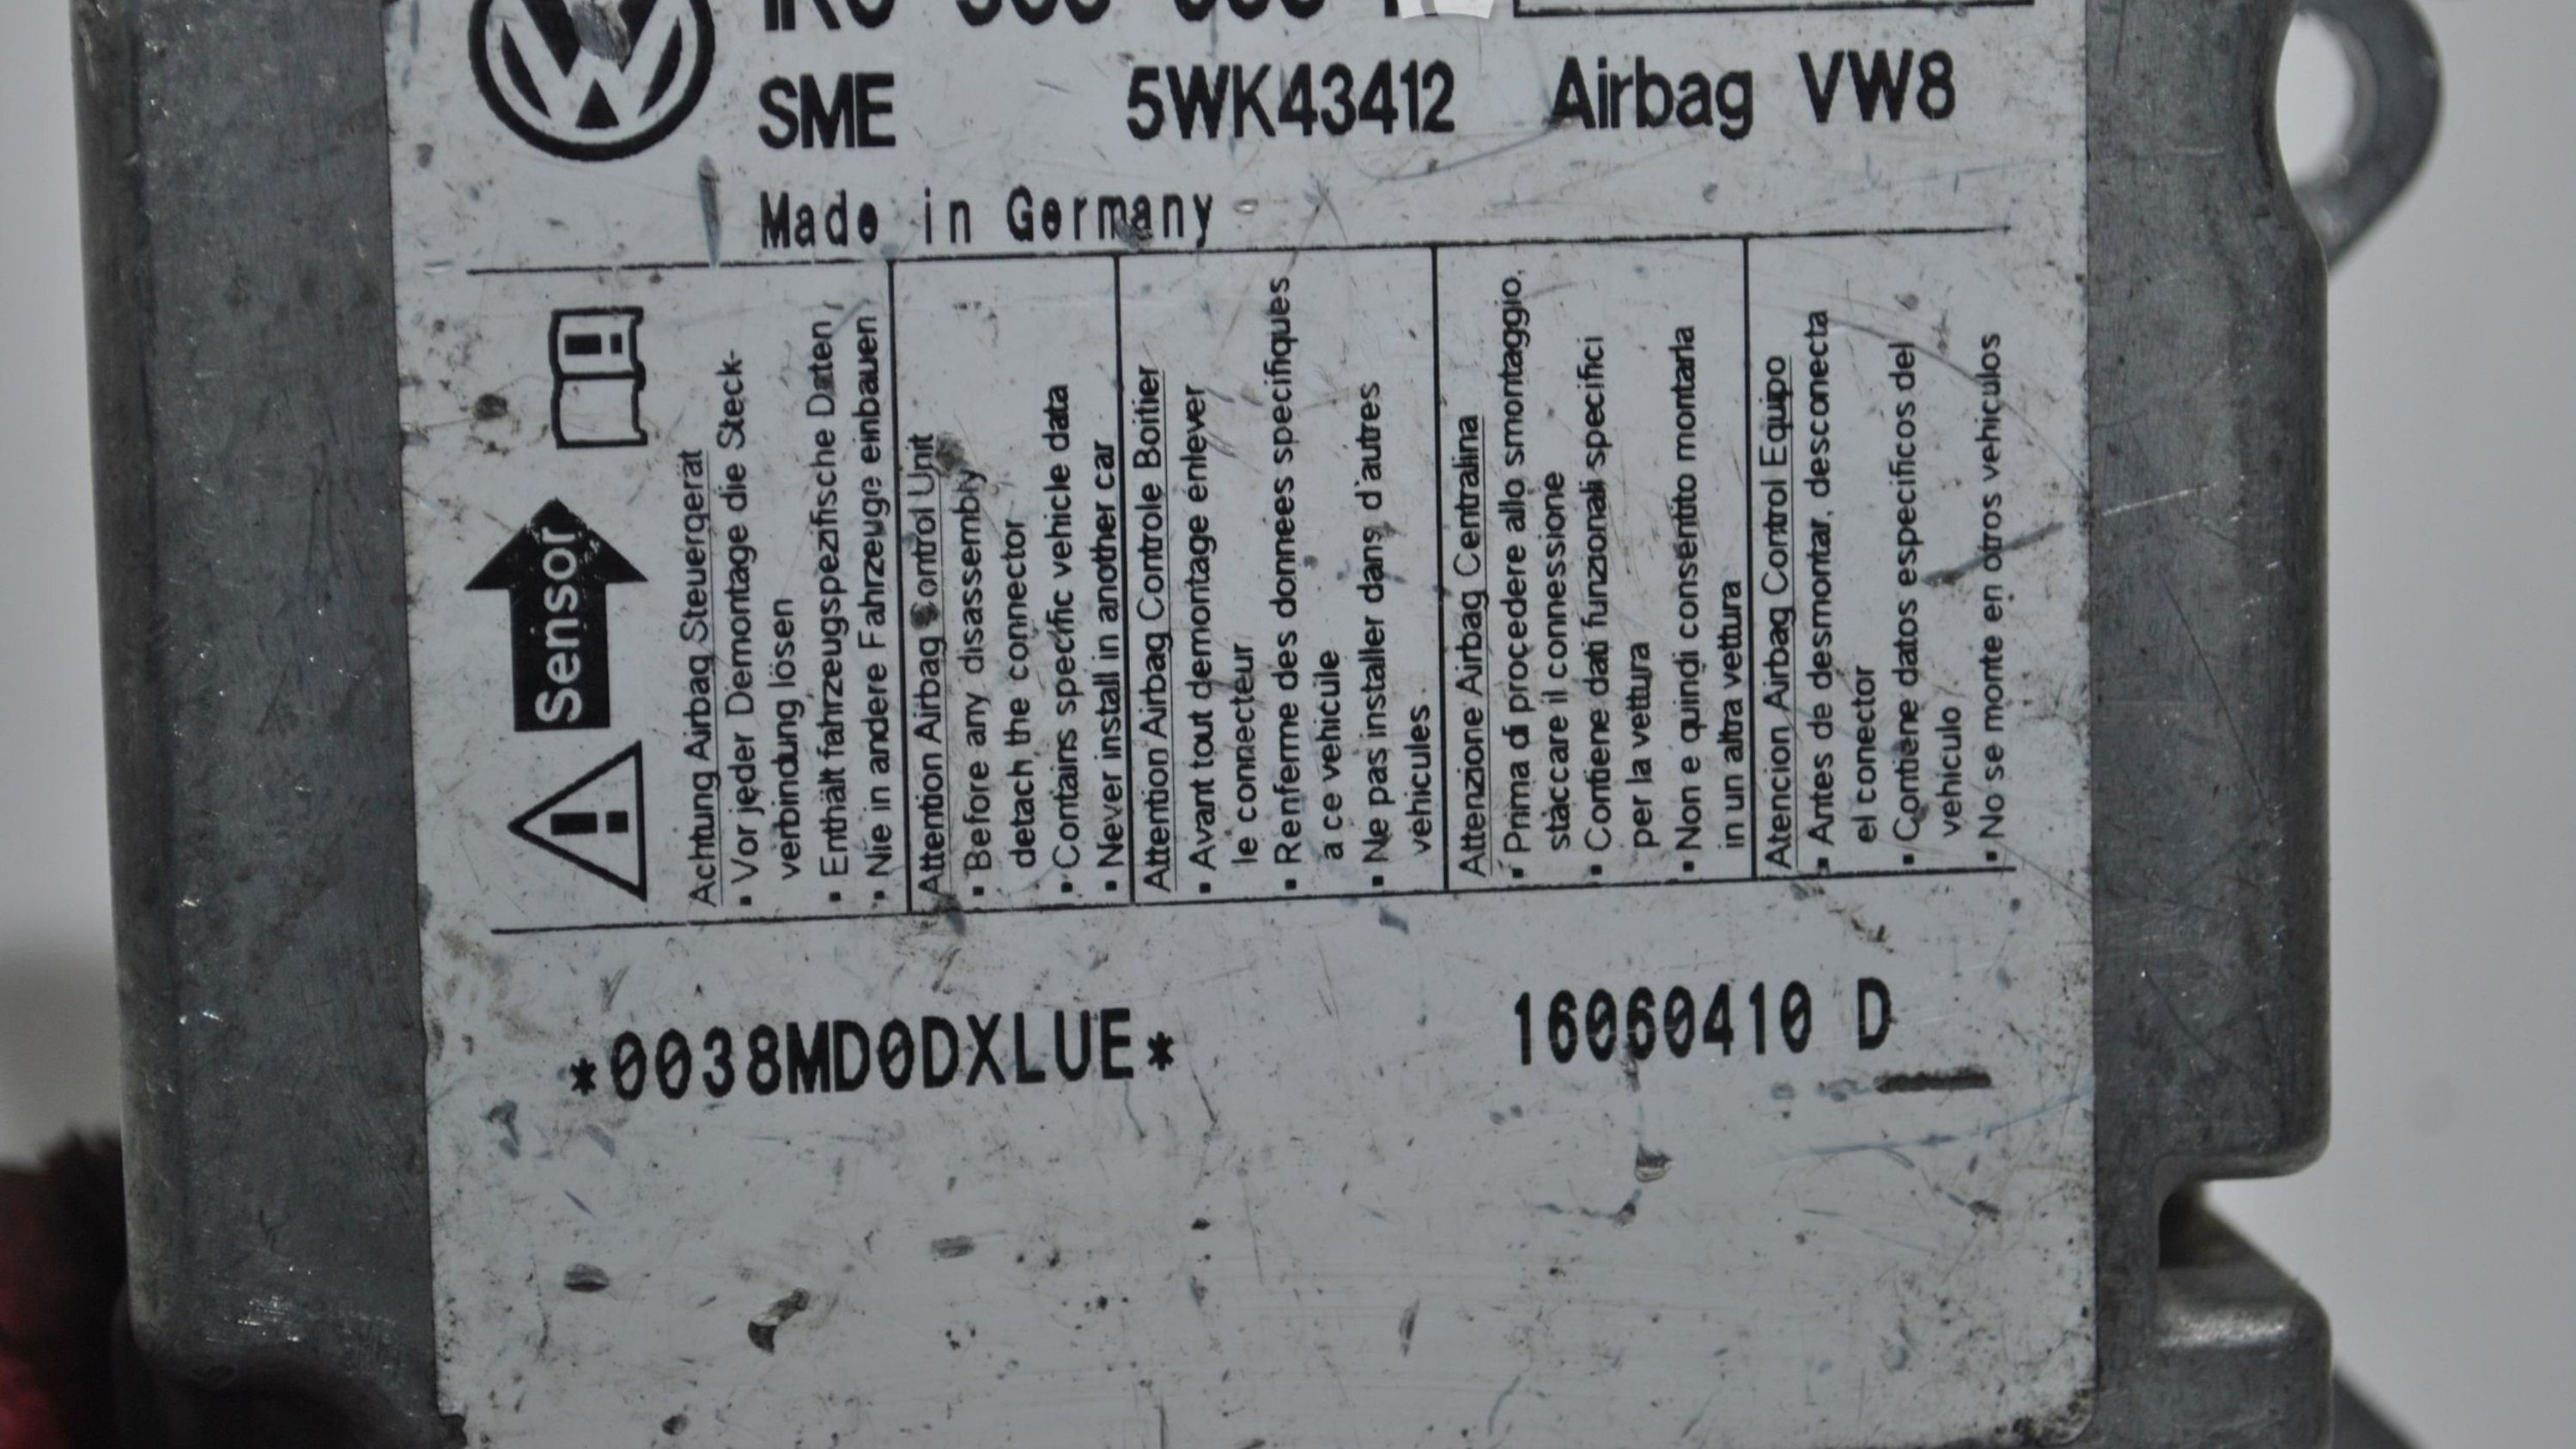 SME 5WK43412 Airbag VW8
Made in Germany
Sensor
Achtung Airbag Steuergerät
▪ Vor jeder Demontage die Steck-
verbindung lösen
▪ Enthält fahrzeugspezifische Daten
▪ Nie in andere Fahrzeuge einbauen
Attention Airbag Control Unit
▪ Before any disassembly
detach the connector
▪ Contains specific vehicle data
▪ Never install in another car
Attention Airbag Controle Boitier
▪ Avant tout demontage enlever
le connecteur
▪ Renferme des donnees specifiques
a ce vehicule
▪ Ne pas installer dans d'autres
vehicules
Attenzione Airbag Centralina
▪ Prima di procedere allo smontaggio,
staccare il connessione
▪ Contiene dati funzionali specifici
per la vettura
▪ Non e quindi consentito montarla
in un altra vettura
Atencion Airbag Control Equipo
▪ Antes de desmontar, desconecta
el conector
▪ Contiene datos especificos del
vehiculo
▪ No se monte en otros vehiculos
*0038MD0DXLUE* 16060410 D